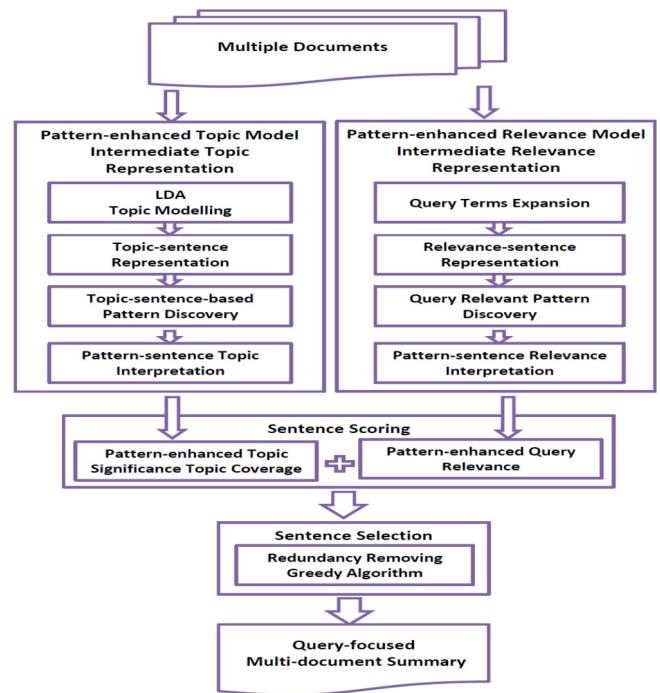 Multiple Documents
Pattern-enhanced Topic Model
Intermediate Topic
Representation
LDA
Topic Modelling
Topic-sentence
Representation
Topic-sentence-based
Pattern Discovery
Pattern-sentence Topic
Interpretation
Pattern-enhanced Relevance Model
Intermediate Relevance
Representation
Query Terms Expansion
Relevance-sentence
Representation
Query Relevant Pattern
Discovery
Pattern-sentence Relevance
Interpretation
Sentence Scoring
Pattern-enhanced Topic
Significance Topic Coverage
Pattern-enhanced Query
Relevance
Sentence Selection
Redundancy Removing
Greedy Algorithm
Query-focused
Multi-document Summary